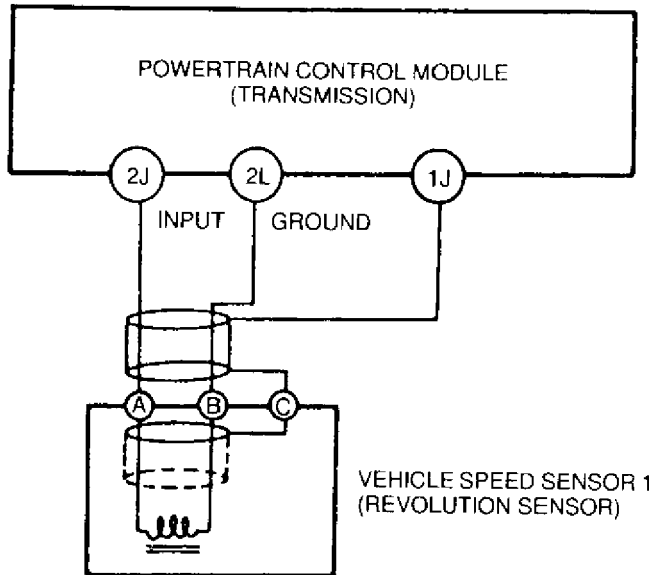 POWERTRAIN CONTROL MODULE
(TRANSMISSION)
2J
2L
1J
INPUT
GROUND
A
B
C
VEHICLE SPEED SENSOR 1
(REVOLUTION SENSOR)